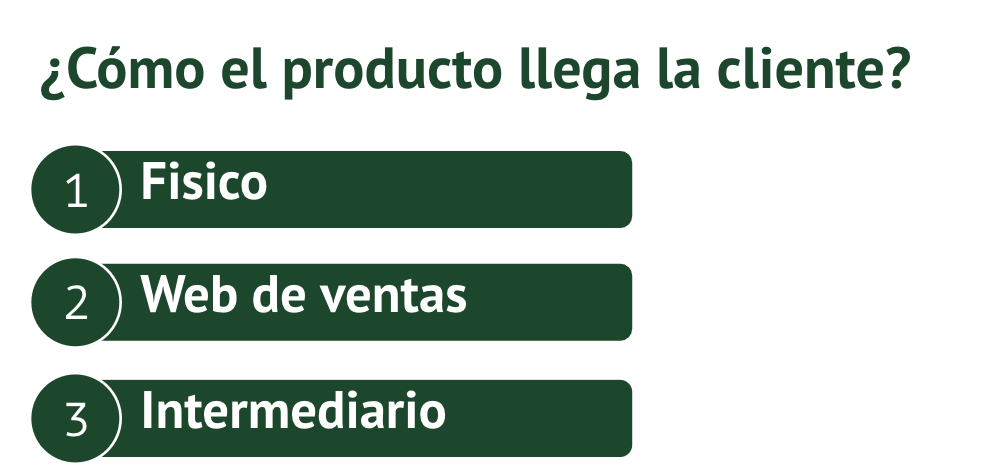 ¿Cómo el producto llega la cliente?
1 Fisico
2 Web de ventas
3 Intermediario